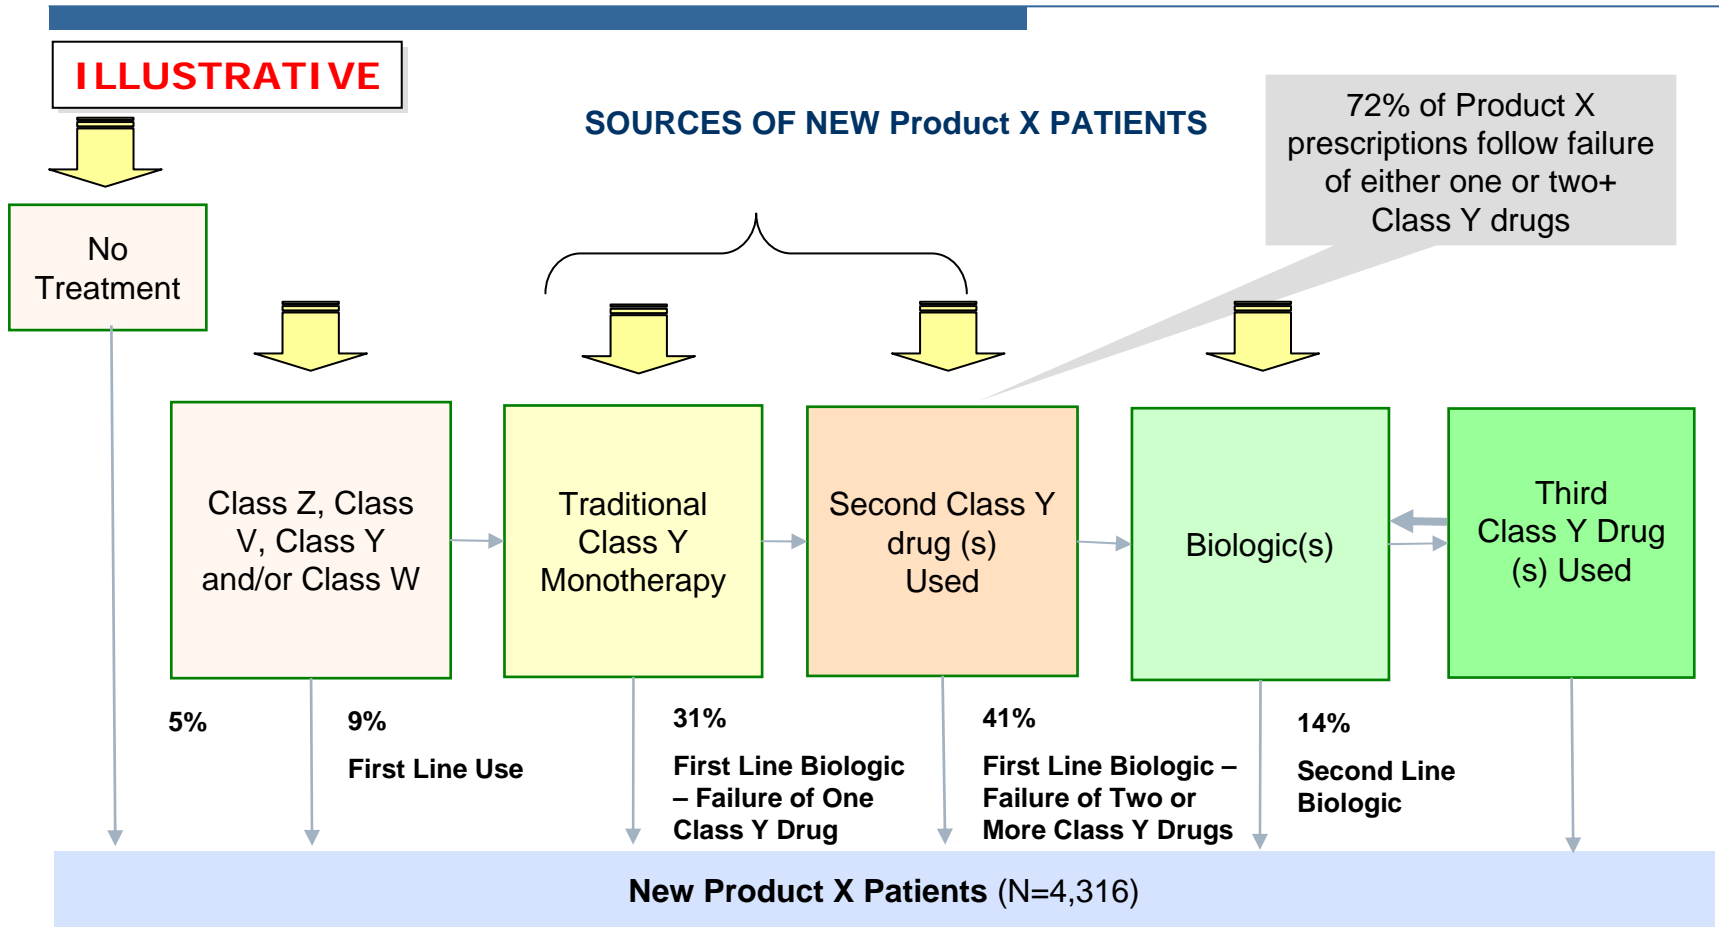 ILLUSTRATIVE
SOURCES OF NEW Product X PATIENTS
72% of Product X
prescriptions follow failure
of either one or two+
Class Y drugs
No
Treatment
Class Z, Class
V, Class Y
and/or Class W
Traditional
Class Y
Monotherapy
Second Class Y
drug (s)
Used
Biologic(s)
Third
Class Y Drug
(s) Used
5%
9%
First Line Use
31%
First Line Biologic
– Failure of One
Class Y Drug
41%
First Line Biologic –
Failure of Two or
More Class Y Drugs
14%
Second Line
Biologic
New Product X Patients (N=4,316)